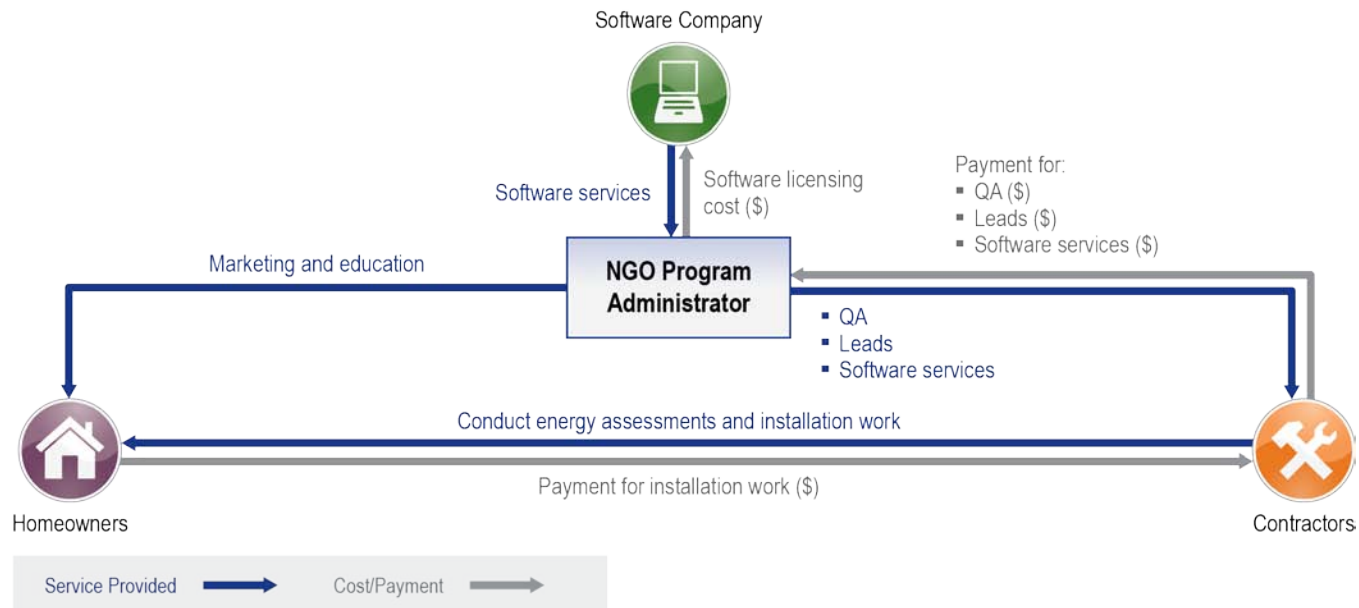 Software Company
Software services
Software licensing
cost ($)
Payment for:
▪ QA ($)
▪ Leads ($)
▪ Software services ($)
Marketing and education
NGO Program
Administrator
▪ QA
▪ Leads
▪ Software services
Conduct energy assessments and installation work
Payment for installation work ($)
Homeowners
Contractors
Service Provided
Cost/Payment